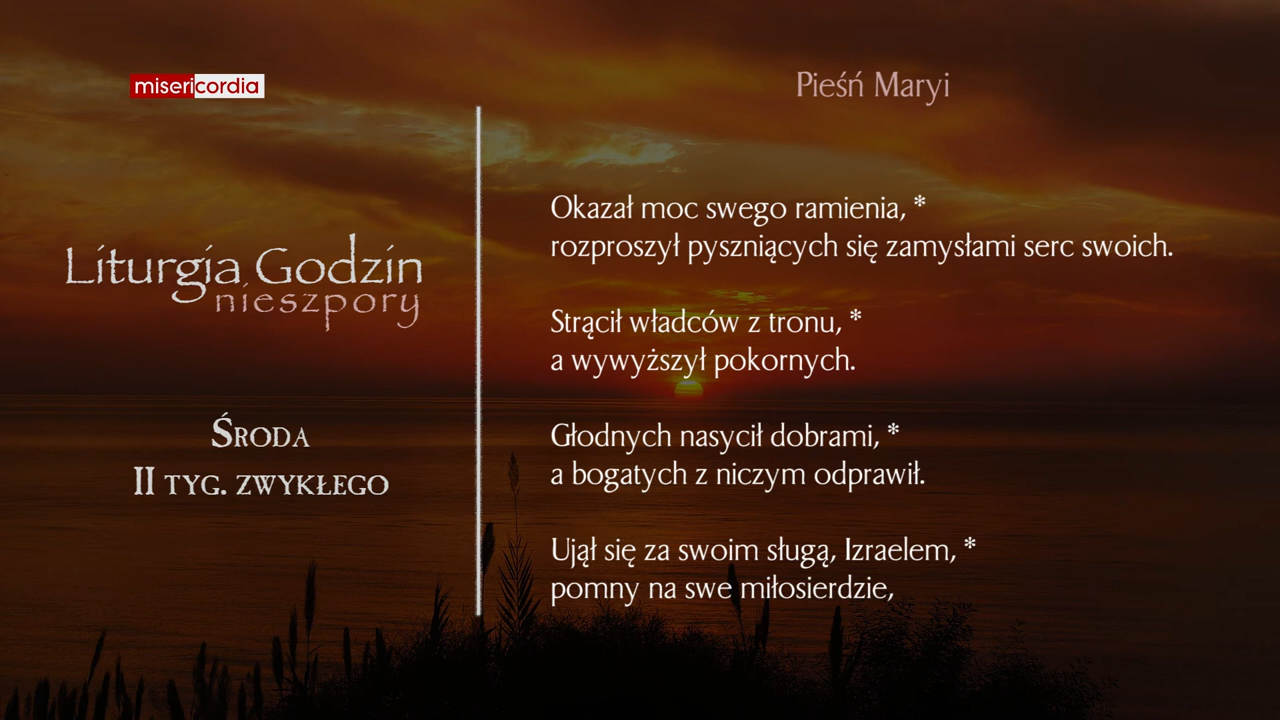 misericordia
Liturgia Godzin
nieszpory
Środa
II tyg. zwykłego
Pieśń Maryi
Okazał moc swego ramienia, *
rozproszył pyszniących się zamysłami serc swoich.
Strącił władców z tronu, *
a wywyższył pokornych.
Głodnych nasycił dobrami, *
a bogatych z niczym odprawił.
Ujął się za swoim sługą, Izraelem, *
pomny na swe miłosierdzie,